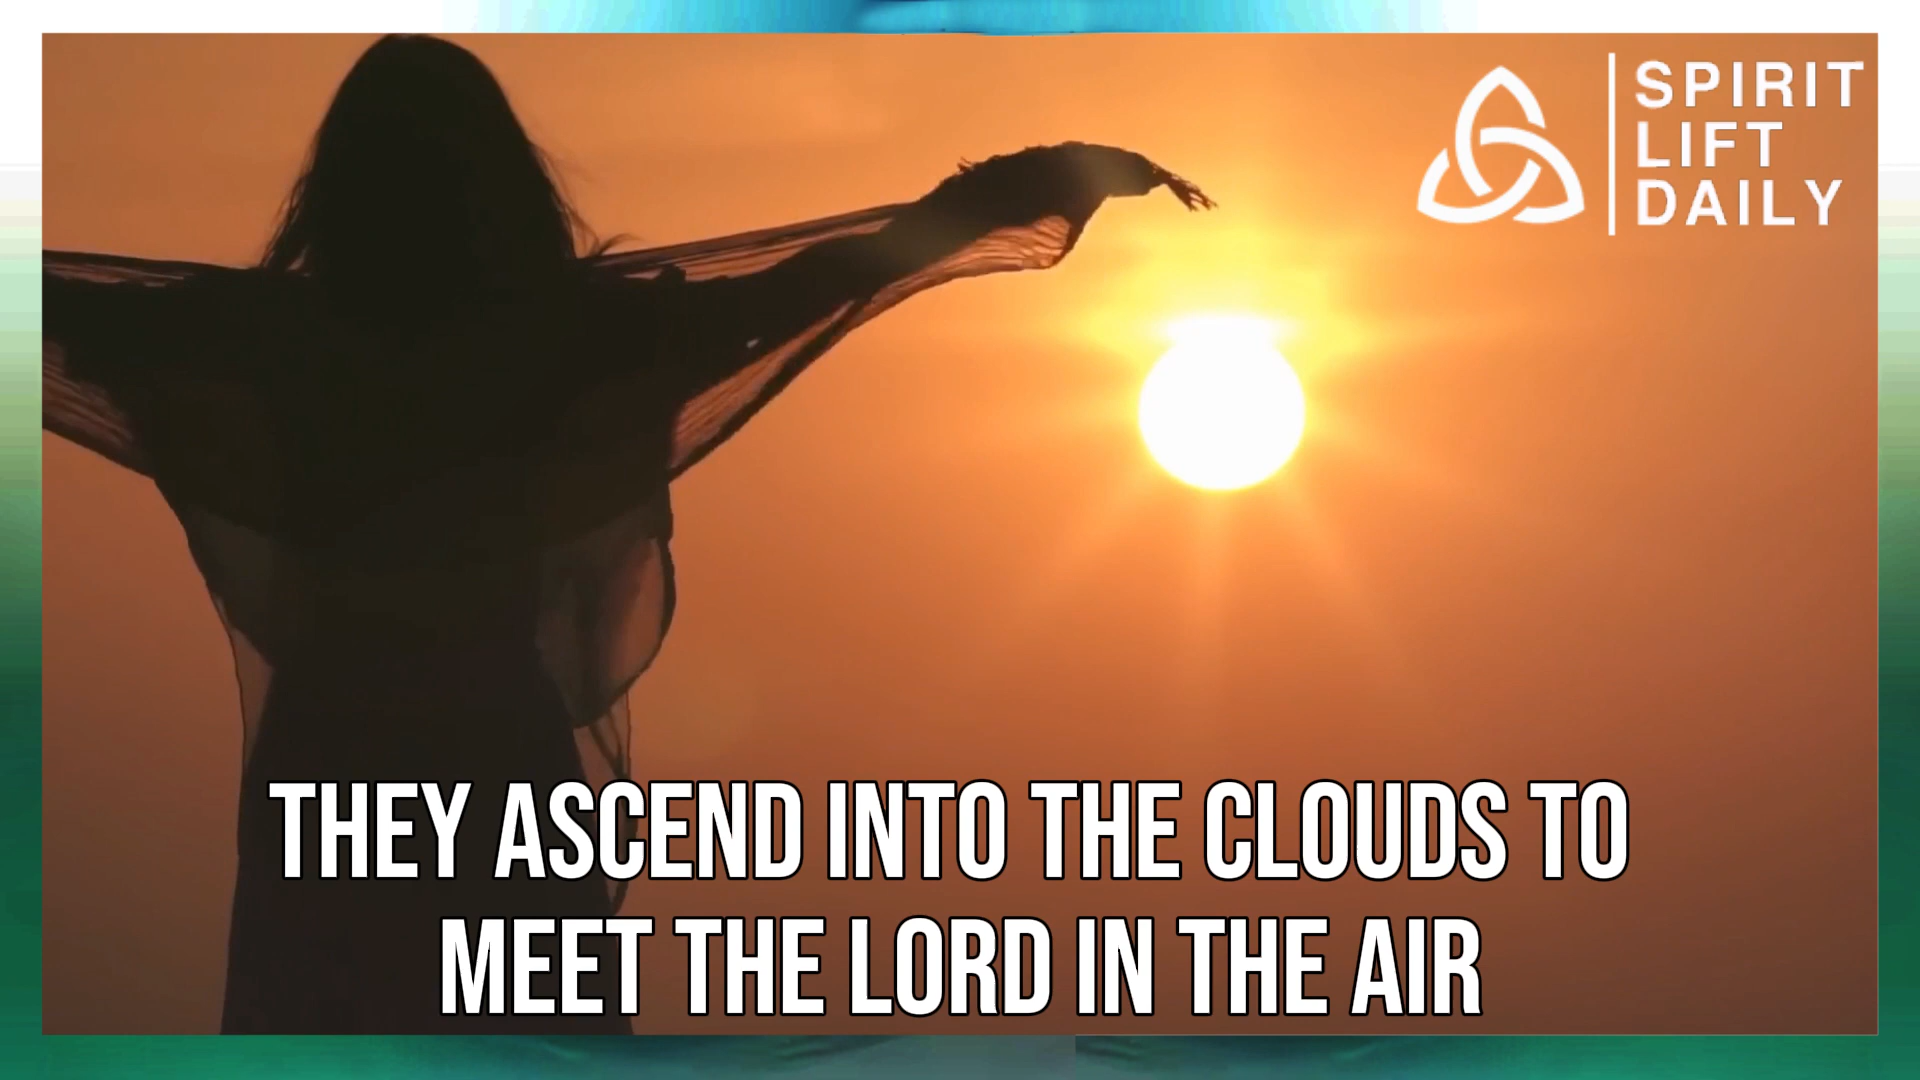 SPIRIT
LIFT
DAILY
THEY ASCEND INTO THE CLOUDS TO
MEET THE LORD IN THE AIR